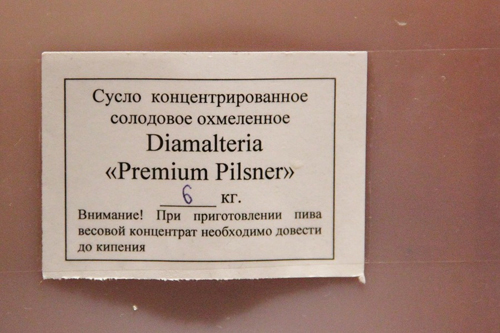 Сусло концентрированное
солодовое охмеленное
Diamalteria
«Premium Pilsner»
6 кг.
Внимание! При приготовлении пива
весовой концентрат необходимо довести
до кипения